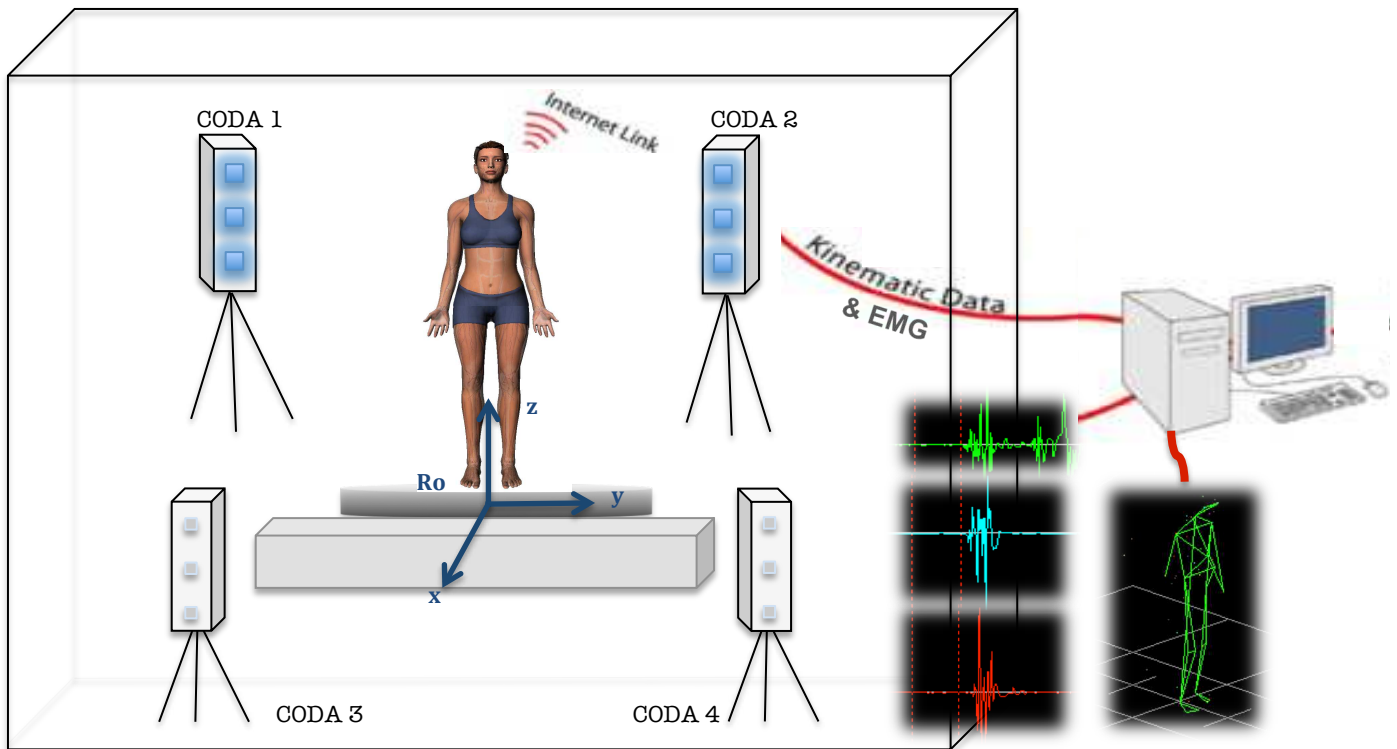 CODA 1
CODA 2
Internet Link
Kinematic Data
& EMG
z
Ro
y
x
CODA 3
CODA 4